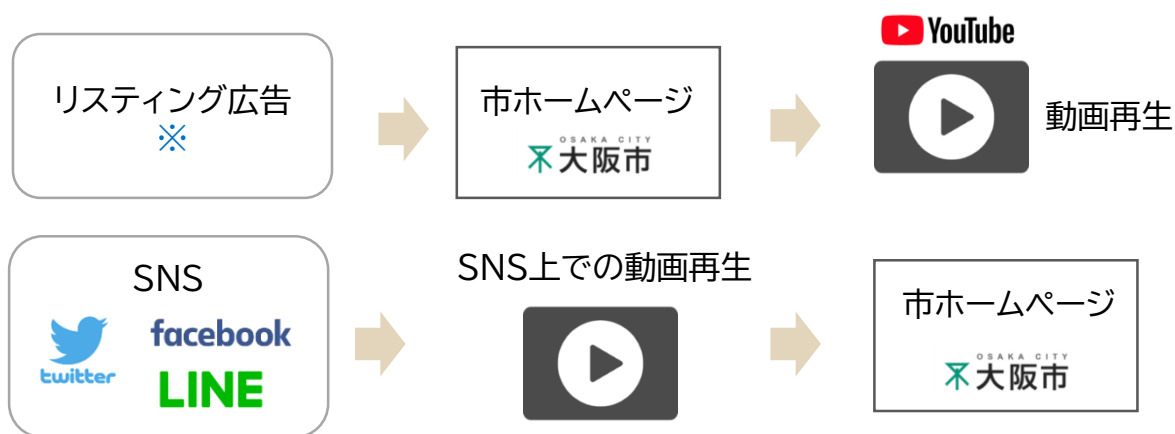 リスティング広告
※
市ホームページ
OSAKA CITY
大阪市
YouTube
動画再生
SNS
twitter
facebook
LINE
SNS上での動画再生
市ホームページ
OSAKA CITY
大阪市